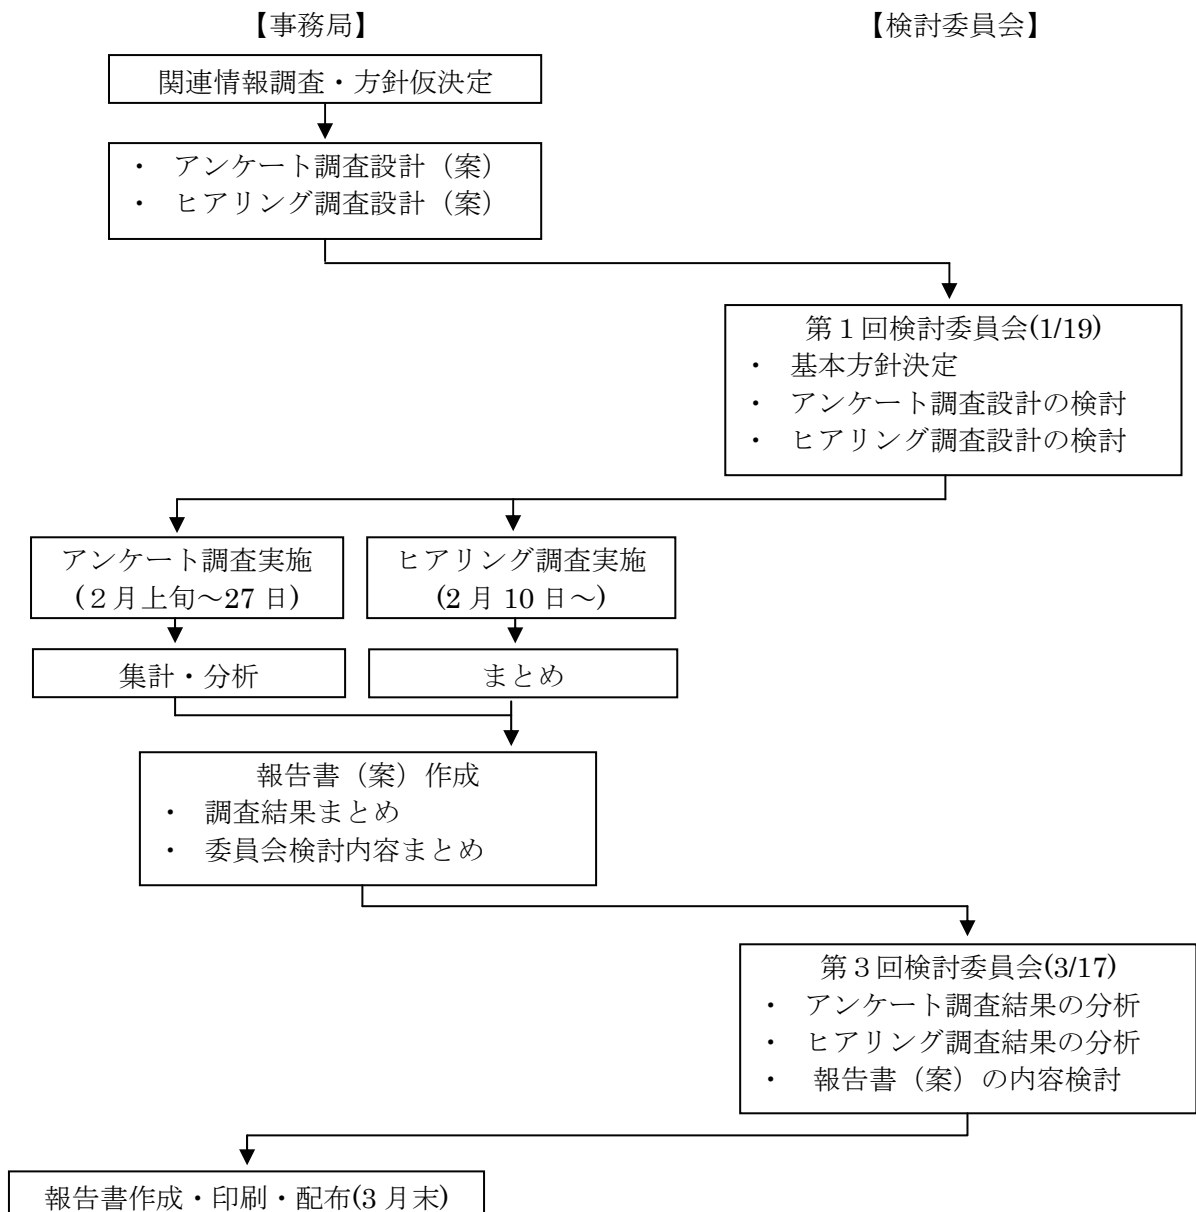 【事務局】
【検討委員会】
関連情報調査・方針仮決定
・ アンケート調査設計（案）
・ ヒアリング調査設計（案）
第１回検討委員会(1/19)
・ 基本方針決定
・ アンケート調査設計の検討
・ ヒアリング調査設計の検討
アンケート調査実施
(２月上旬～27 日)
ヒアリング調査実施
(2 月 10 日～)
集計・分析
まとめ
報告書（案）作成
・ 調査結果まとめ
・ 委員会検討内容まとめ
第３回検討委員会(3/17)
・ アンケート調査結果の分析
・ ヒアリング調査結果の分析
・ 報告書（案）の内容検討
報告書作成・印刷・配布(3 月末)